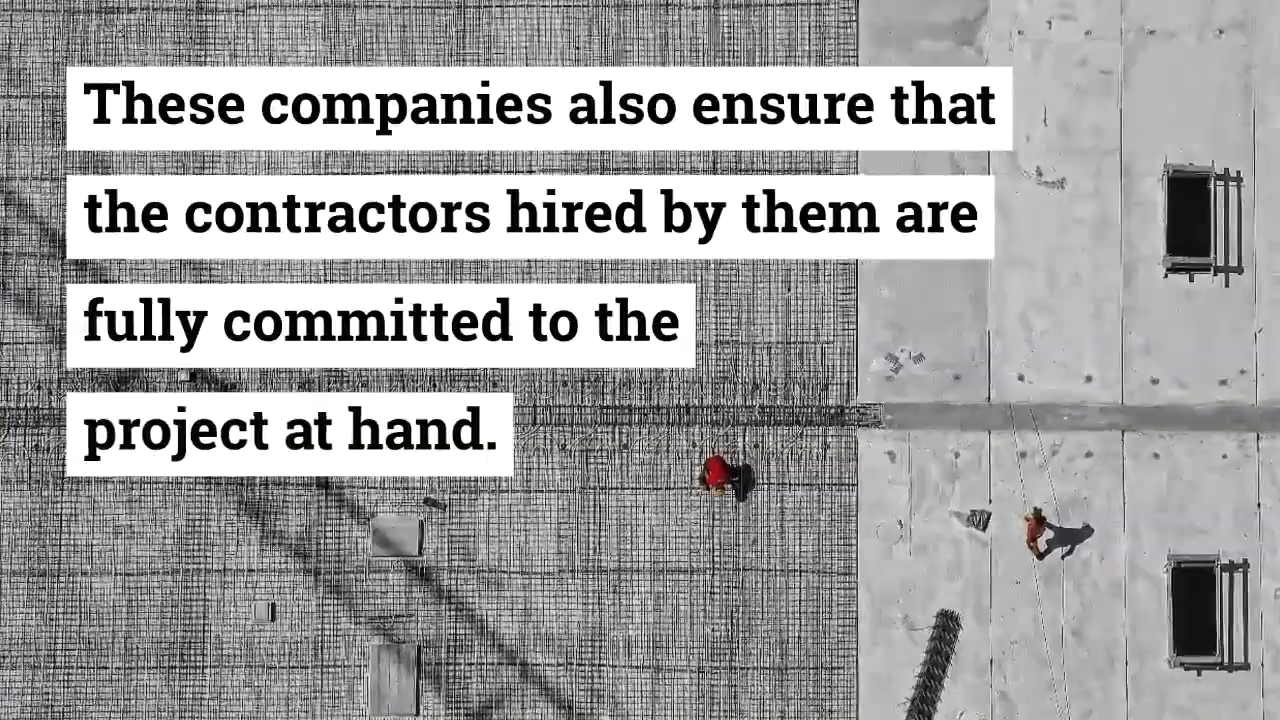 These companies also ensure that
the contractors hired by them are
fully committed to the
project at hand.